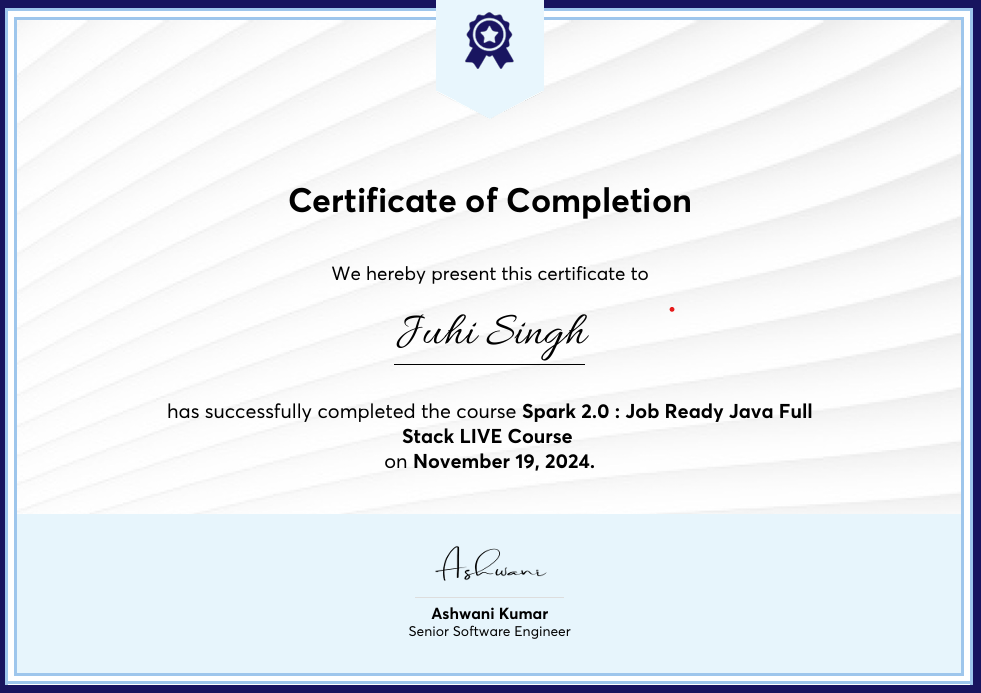 Certificate of Completion
We hereby present this certificate to
Juhi Singh
has successfully completed the course Spark 2.0 : Job Ready Java Full
Stack LIVE Course
on November 19, 2024.
Ashwani
Ashwani Kumar
Senior Software Engineer